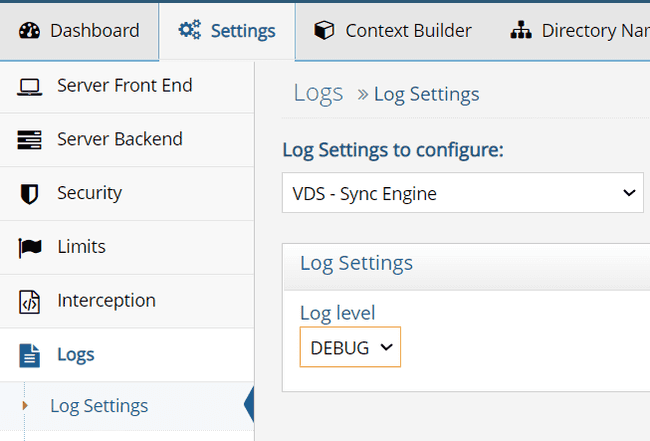 Dashboard
Settings
Context Builder
Directory Na
Server Front End
Server Backend
Security
Limits
Interception
Logs
Log Settings
Logs » Log Settings
Log Settings to configure:
VDS - Sync Engine
Log Settings
Log level
DEBUG